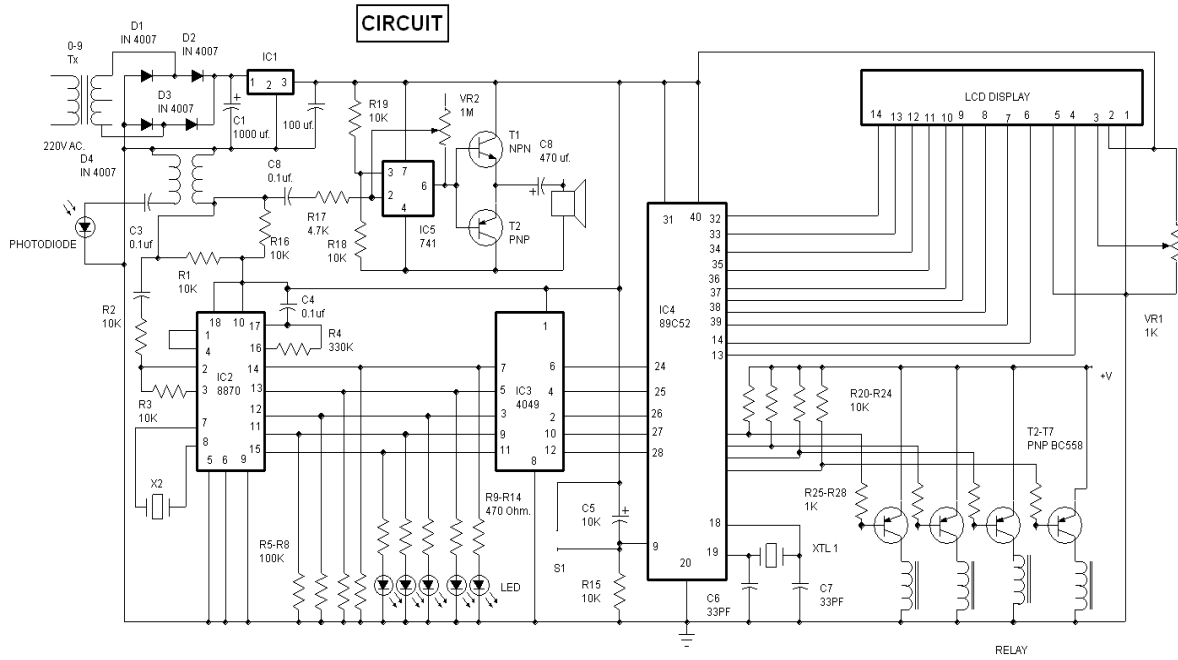 CIRCUIT
D1
IN 4007
D2
IN 4007
0-9
Tx
IC1
1
2
3
D3
IN 4007
C1
1000 uf.
100 uf.
R19
10K
VR2
1M
T1
NPN
C8
470 uf.
LCD DISPLAY
14
13
12
11
10
9
8
7
6
5
4
3
2
1
220V AC.
D4
IN 4007
C8
0.1uf
3
2
7
6
4
IC5
741
R17
4.7K
R18
10K
T2
PNP
PHOTODIODE
C3
0.1uf
R16
10K
R1
10K
31
40
32
33
34
35
36
37
38
39
14
13
IC4
89C52
VR1
1K
R2
10K
C4
0.1uf
R4
330K
18
10
17
1
16
4
14
2
IC2
8870
13
3
12
7
11
8
15
5
6
9
R3
10K
1
7
6
5
IC3
4049
4
3
2
9
10
11
12
8
24
25
26
27
28
+V
R20-R24
10K
T2-T7
PNP BC558
X2
R9-R14
470 Ohm.
C5
10K
R25-R28
1K
18
19
9
20
XTL 1
R5-R8
100K
LED
S1
R15
10K
C6
33PF
C7
33PF
RELAY